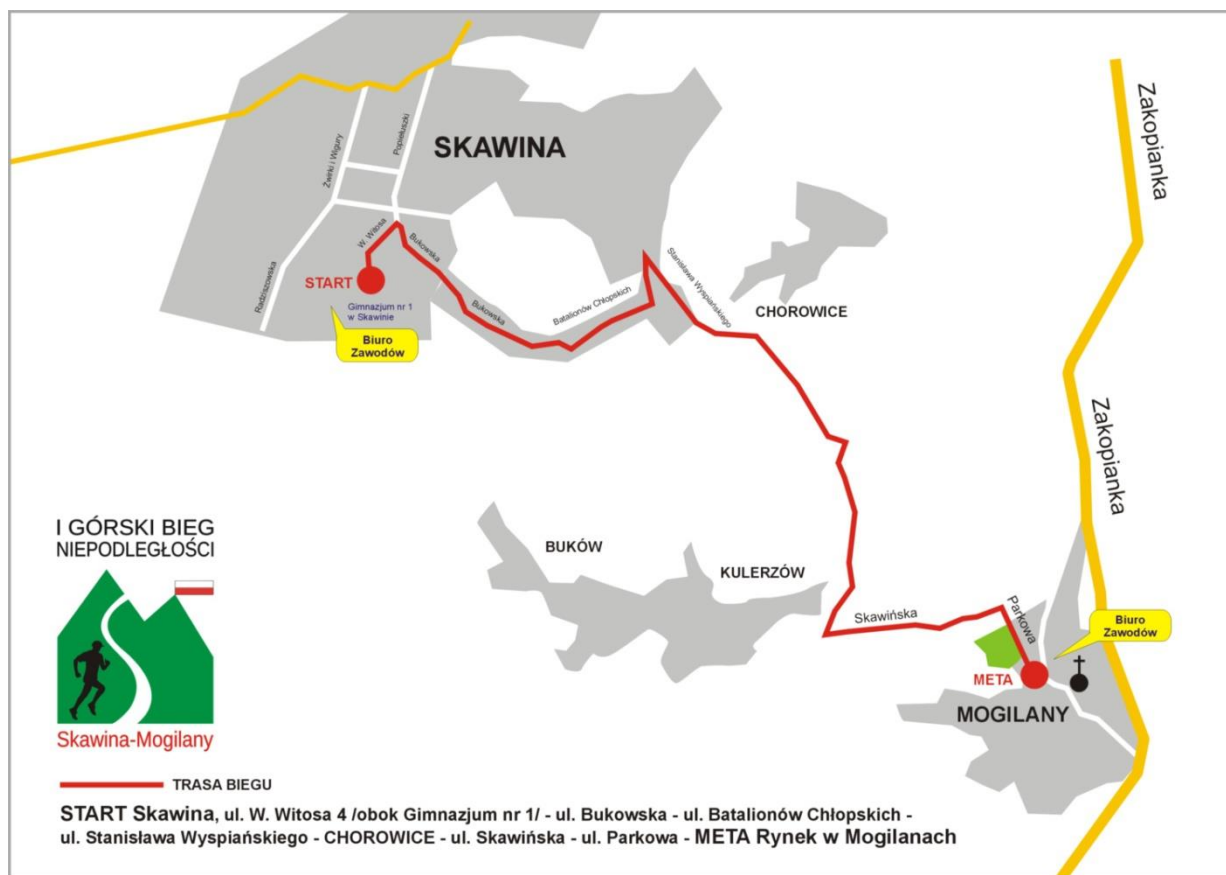 SKAWINA
Żwirki i Wigury
Popiełuszki
Radziszowska
W. Witosa
Bukowska
START
Gimnazjum nr 1
w Skawinie
Biuro
Zawodów
Bukowska
Batalionów Chłopskich
Stanisława Wyspiańskiego
CHOROWICE
Zakopianka
Zakopianka
BUKÓW
KULERZÓW
Skawińska
Parkowa
Biuro
Zawodów
META
MOGILANY
I GÓRSKI BIEG
NIEPODLEGŁOŚCI
Skawina-Mogilany
TRASA BIEGU
START Skawina, ul. W. Witosa 4 /obok Gimnazjum nr 1/ - ul. Bukowska - ul. Batalionów Chłopskich -
ul. Stanisława Wyspiańskiego - CHOROWICE - ul. Skawińska - ul. Parkowa - META Rynek w Mogilanach